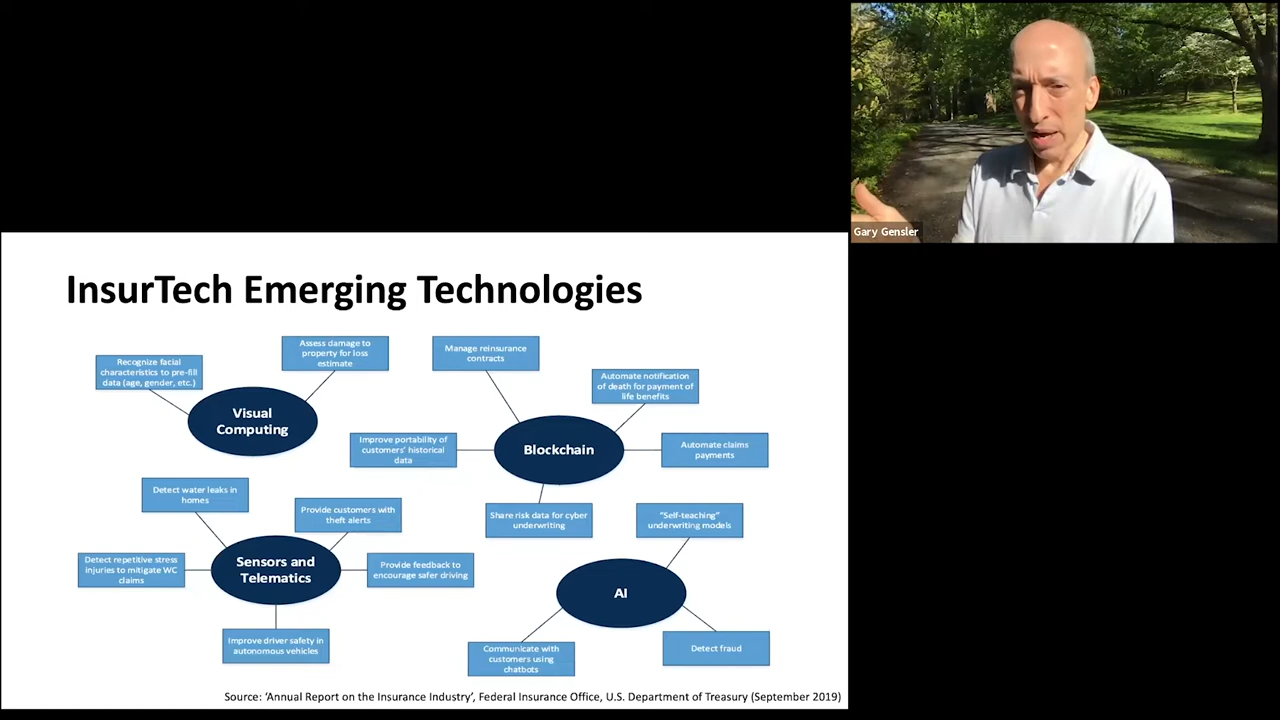 Gary Gensler
InsurTech Emerging Technologies
Recognize facial
characteristics to pre-fill
data (age, gender, etc.)
Assess damage to
property for loss
estimate
Visual
Computing
Manage reinsurance
contracts
Automate notification
of death for payment of
life benefits
Improve portability of
customers' historical
data
Blockchain
Automate claims
payments
Share risk data for cyber
underwriting
Detect water leaks in
homes
Provide customers with
theft alerts
Detect repetitive stress
injuries to mitigate WC
claims
Sensors and
Telematics
Provide feedback to
encourage safer driving
Improve driver safety in
autonomous vehicles
"Self-teaching"
underwriting models
AI
Communicate with
customers using
chatbots
Detect fraud
Source: 'Annual Report on the Insurance Industry', Federal Insurance Office, U.S. Department of Treasury (September 2019)